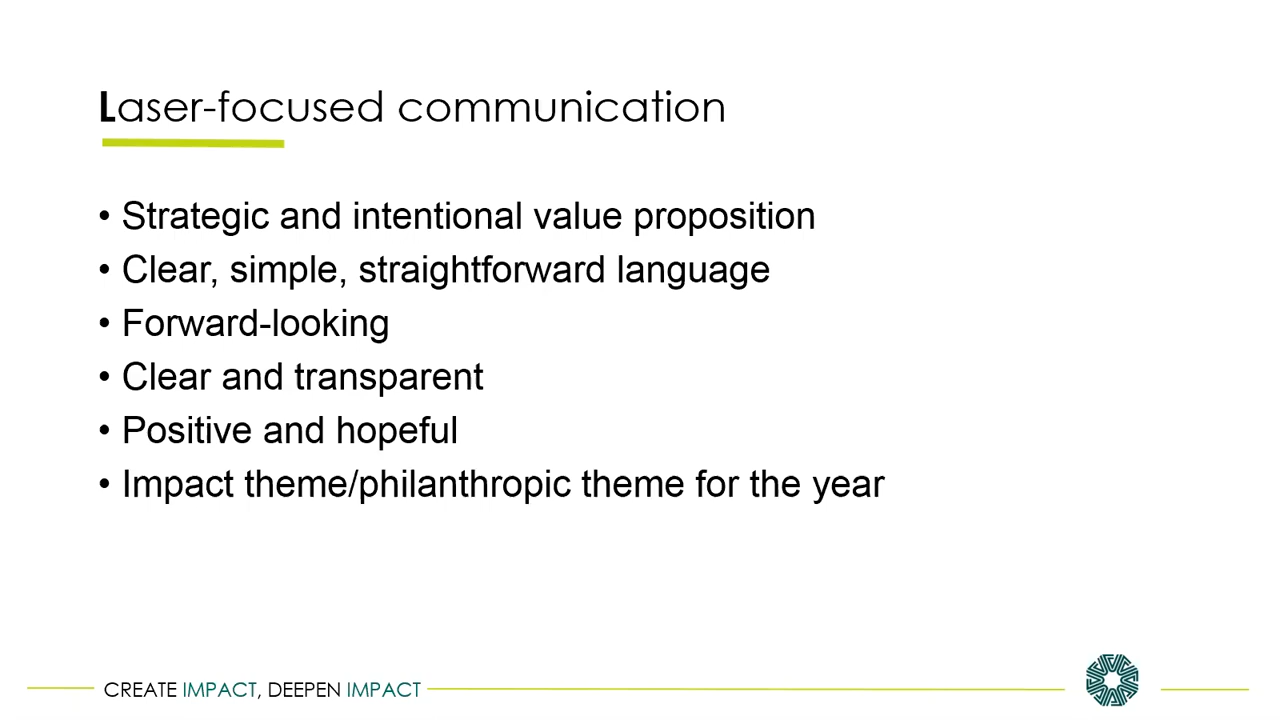 Laser-focused communication
• Strategic and intentional value proposition
• Clear, simple, straightforward language
• Forward-looking
• Clear and transparent
• Positive and hopeful
• Impact theme/philanthropic theme for the year
CREATE IMPACT, DEEPEN IMPACT